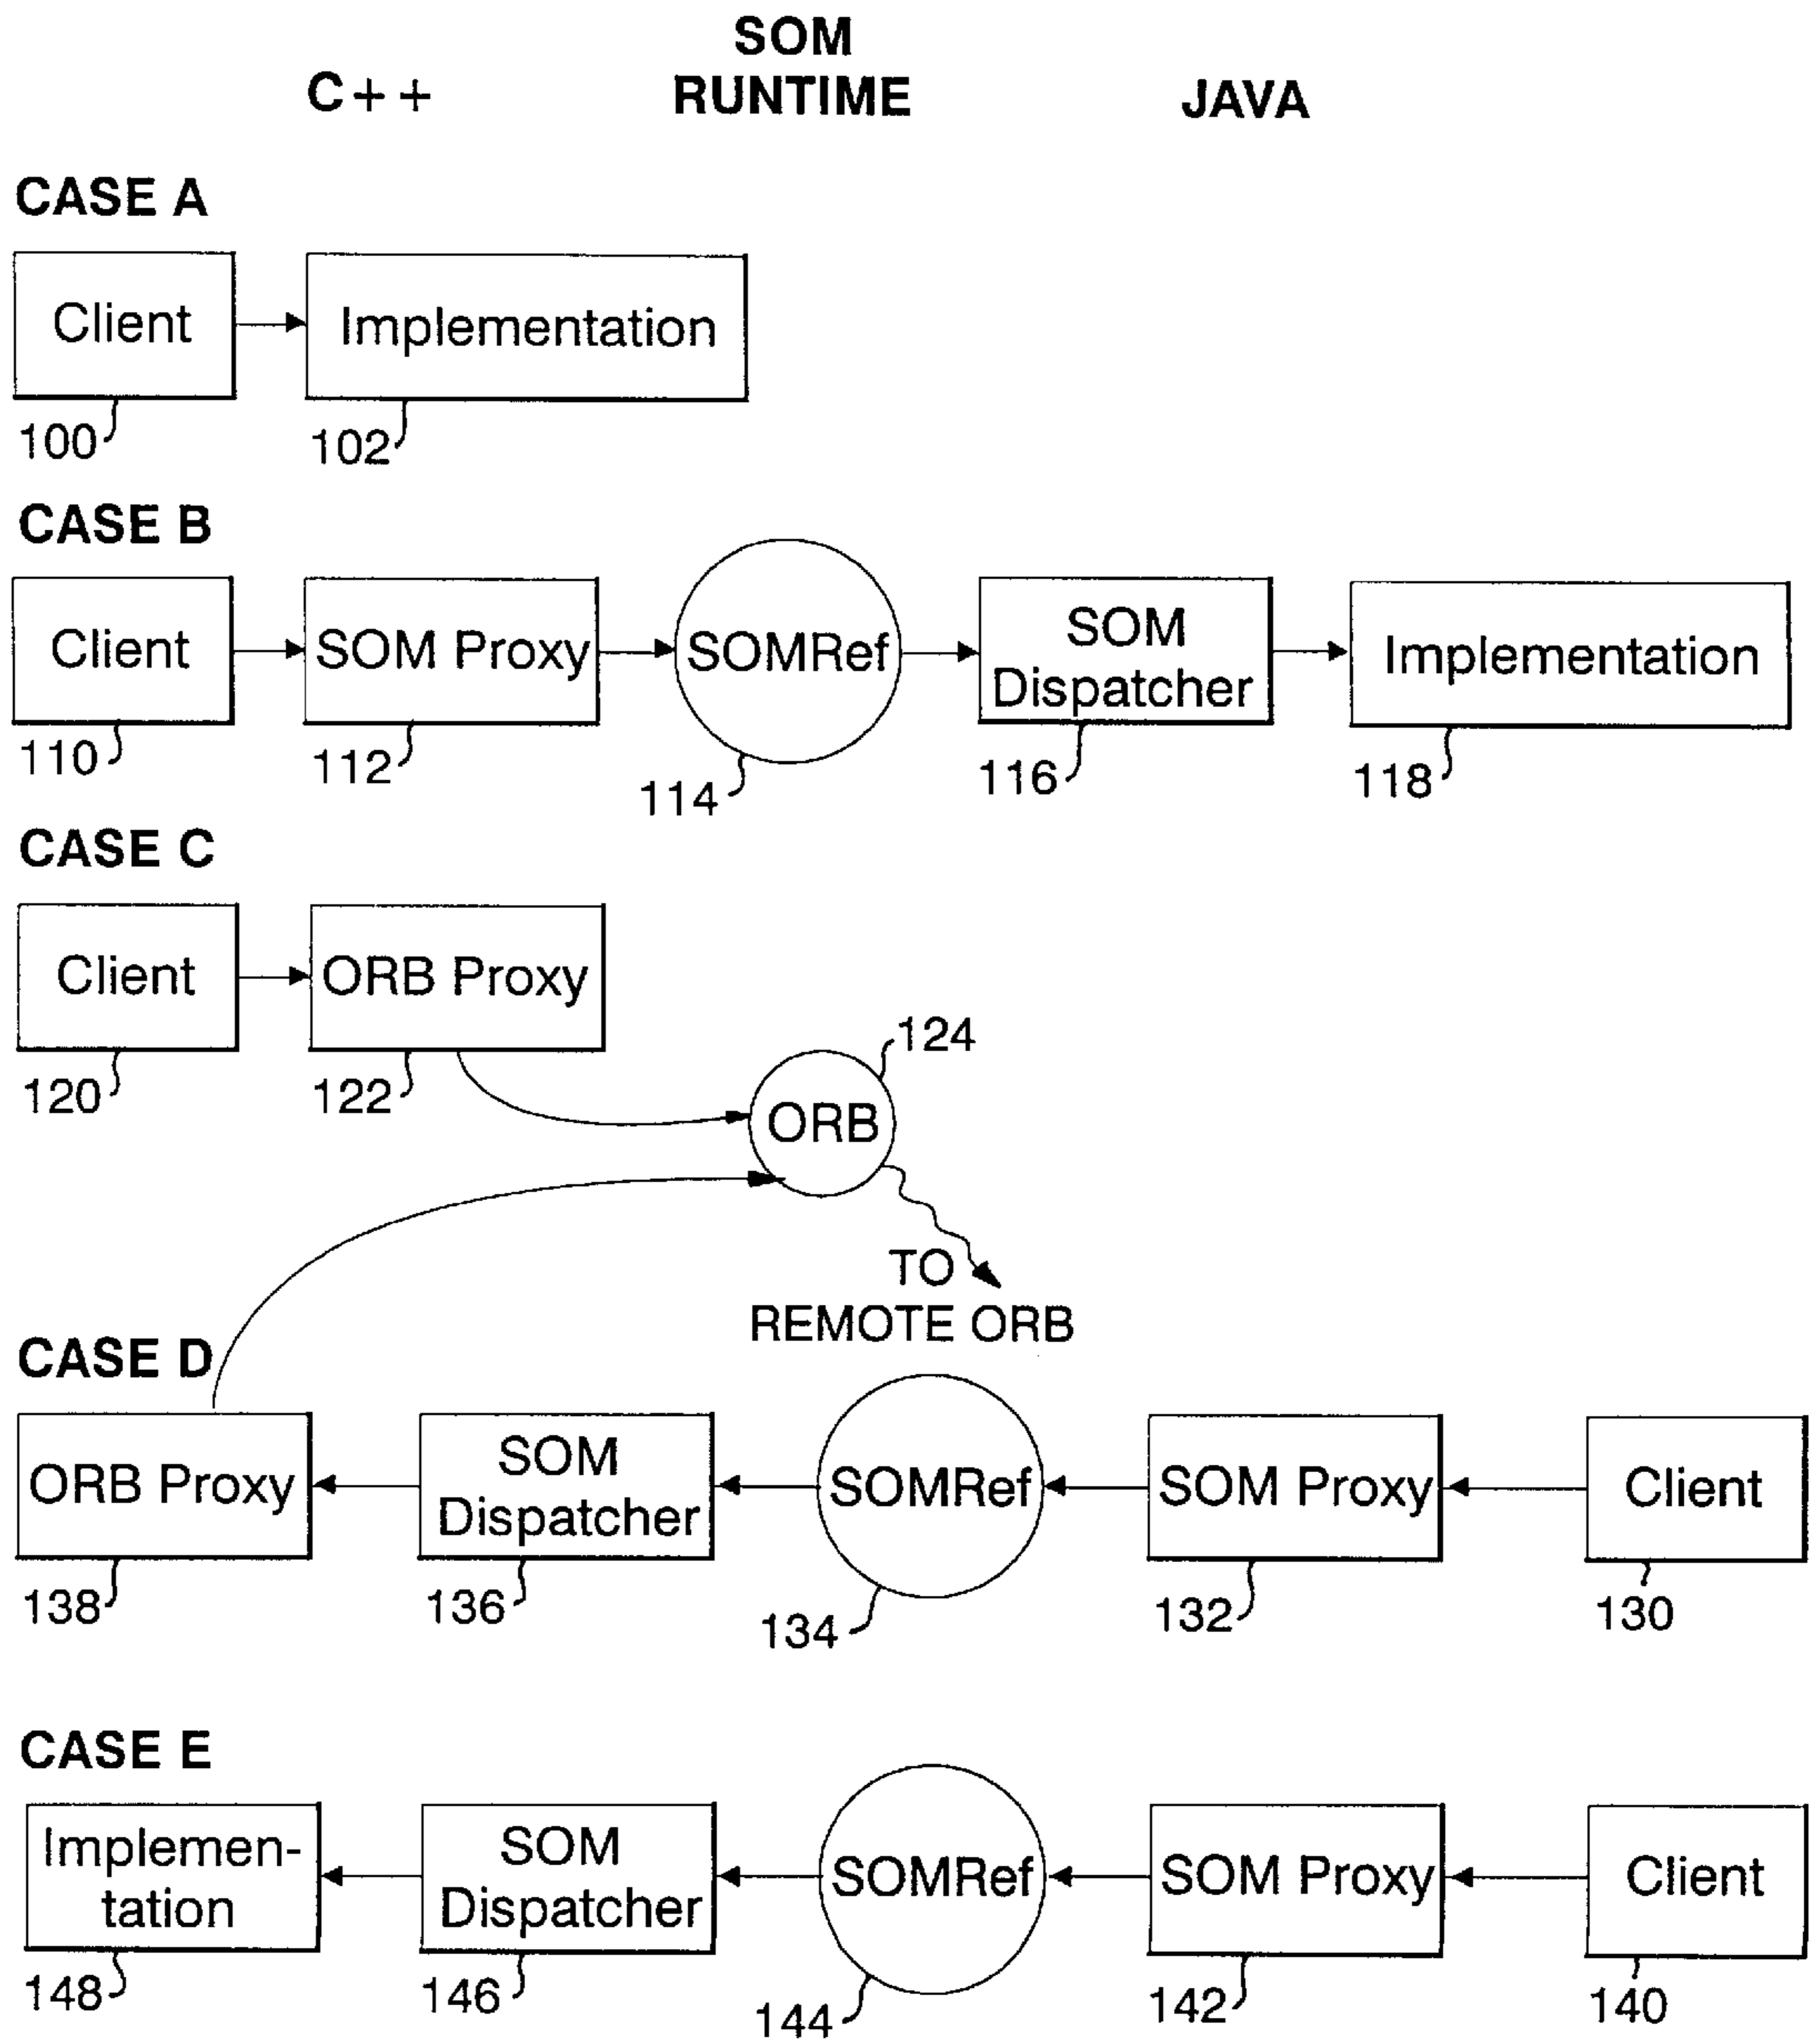 SOM
RUNTIME
C++
JAVA
CASE A
Client
Implementation
100
102
CASE B
Client
SOM Proxy
SOMRef
SOM
Dispatcher
Implementation
110
112
114
116
118
CASE C
Client
ORB Proxy
120
122
124
ORB
TO
REMOTE ORB
CASE D
ORB Proxy
SOM
Dispatcher
SOMRef
SOM Proxy
Client
138
136
134
132
130
CASE E
Implemen-
tation
SOM
Dispatcher
SOMRef
SOM Proxy
Client
148
146
144
142
140